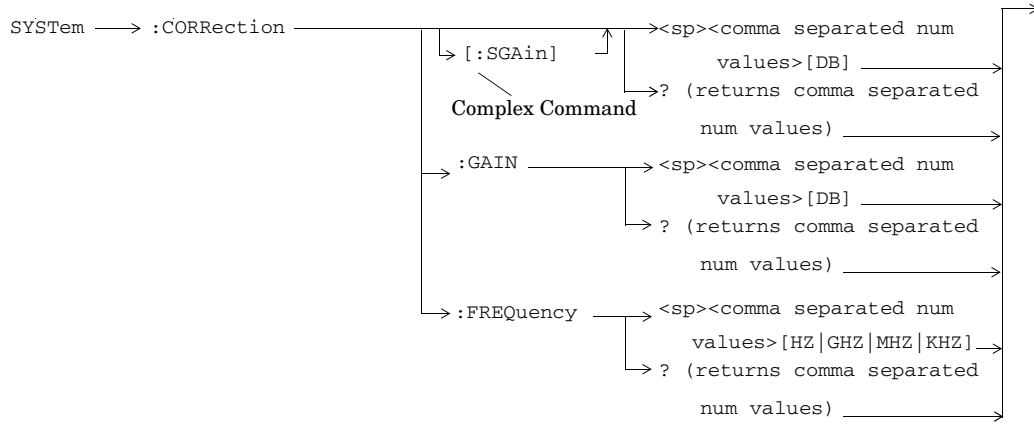 SYSTem :CORRection <sp><comma separated num
[:SGAin] values>[DB]
? (returns comma separated
Complex Command
num values)
:GAIN <sp><comma separated num
values>[DB]
? (returns comma separated
num values)
:FREQuency <sp><comma separated num
values>[HZ|GHZ|MHZ|KHZ]
? (returns comma separated
num values)